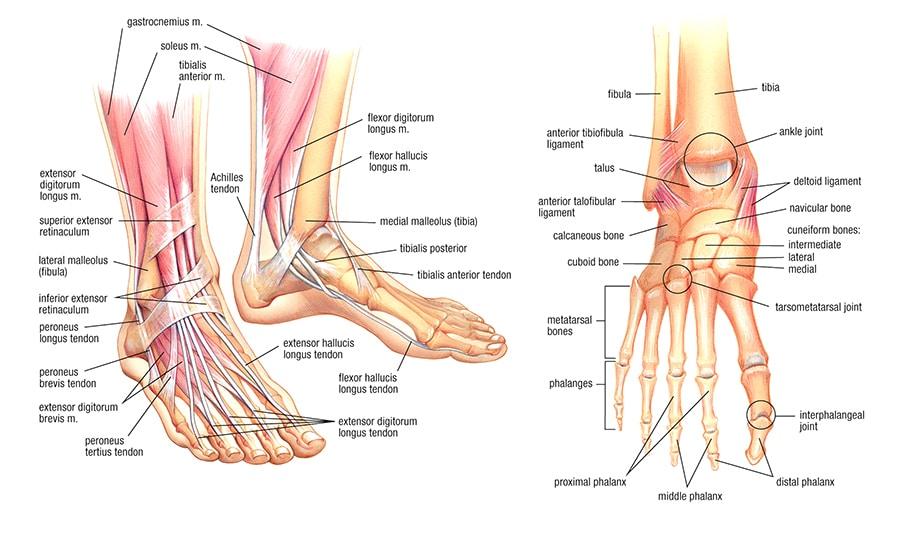 gastrocnemius m.
soleus m.
tibialis
anterior m.
extensor
digitorum
longus m.
superior extensor
retinaculum
lateral malleolus
(fibula)
inferior extensor
retinaculum
peroneus
longus tendon
peroneus
brevis tendon
extensor digitorum
brevis m.
peroneus
tertius tendon
Achilles
tendon
flexor digitorum
longus m.
flexor hallucis
longus m.
medial malleolus (tibia)
tibialis posterior
tibialis anterior tendon
extensor hallucis
longus tendon
flexor hallucis
longus tendon
extensor digitorum
longus tendon
fibula
tibia
anterior tibiofibula
ligament
ankle joint
talus
deltoid ligament
anterior talofibular
ligament
navicular bone
calcaneous bone
cuneiform bones:
intermediate
lateral
medial
cuboid bone
tarsometatarsal joint
metatarsal
bones
phalanges
interphalangeal
joint
proximal phalanx
middle phalanx
distal phalanx